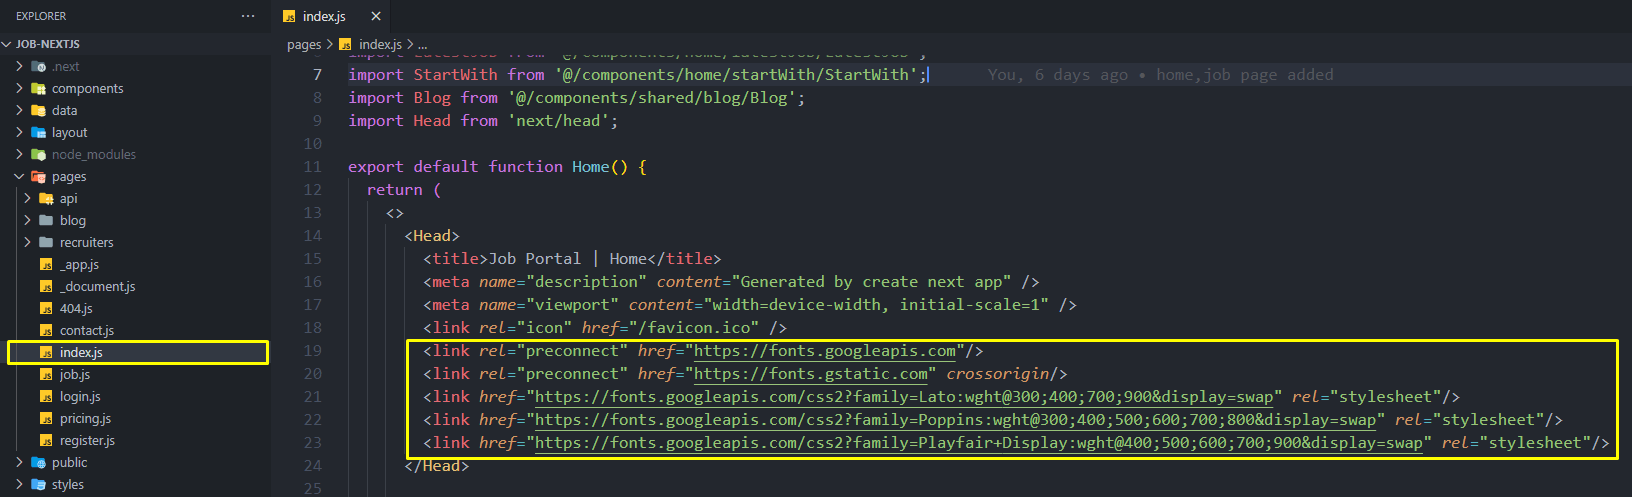 EXPLORER ...
JOB-NEXTJS
.next
components
data
layout
node_modules
pages
api
blog
recruiters
_app.js
_document.js
404.js
contact.js
index.js
job.js
login.js
pricing.js
register.js
public
styles
JS index.js ×
pages > JS index.js > ...
7 import StartWith from '@/components/home/startWith/StartWith'; You, 6 days ago • home,job page added
8 import Blog from '@/components/shared/blog/Blog';
9 import Head from 'next/head';
10
11 export default function Home() {
12 return (
13 <>
14 <Head>
15 <title>Job Portal | Home</title>
16 <meta name="description" content="Generated by create next app" />
17 <meta name="viewport" content="width=device-width, initial-scale=1" />
18 <link rel="icon" href="/favicon.ico" />
19 <link rel="preconnect" href="https://fonts.googleapis.com"/>
20 <link rel="preconnect" href="https://fonts.gstatic.com" crossorigin/>
21 <link href="https://fonts.googleapis.com/css2?family=Lato:wght@300;400;700;900&display=swap" rel="stylesheet"/>
22 <link href="https://fonts.googleapis.com/css2?family=Poppins:wght@300;400;500;600;700;800&display=swap" rel="stylesheet"/>
23 <link href="https://fonts.googleapis.com/css2?family=Playfair+Display:wght@400;500;600;700;900&display=swap" rel="stylesheet"/>
24 </Head>
25